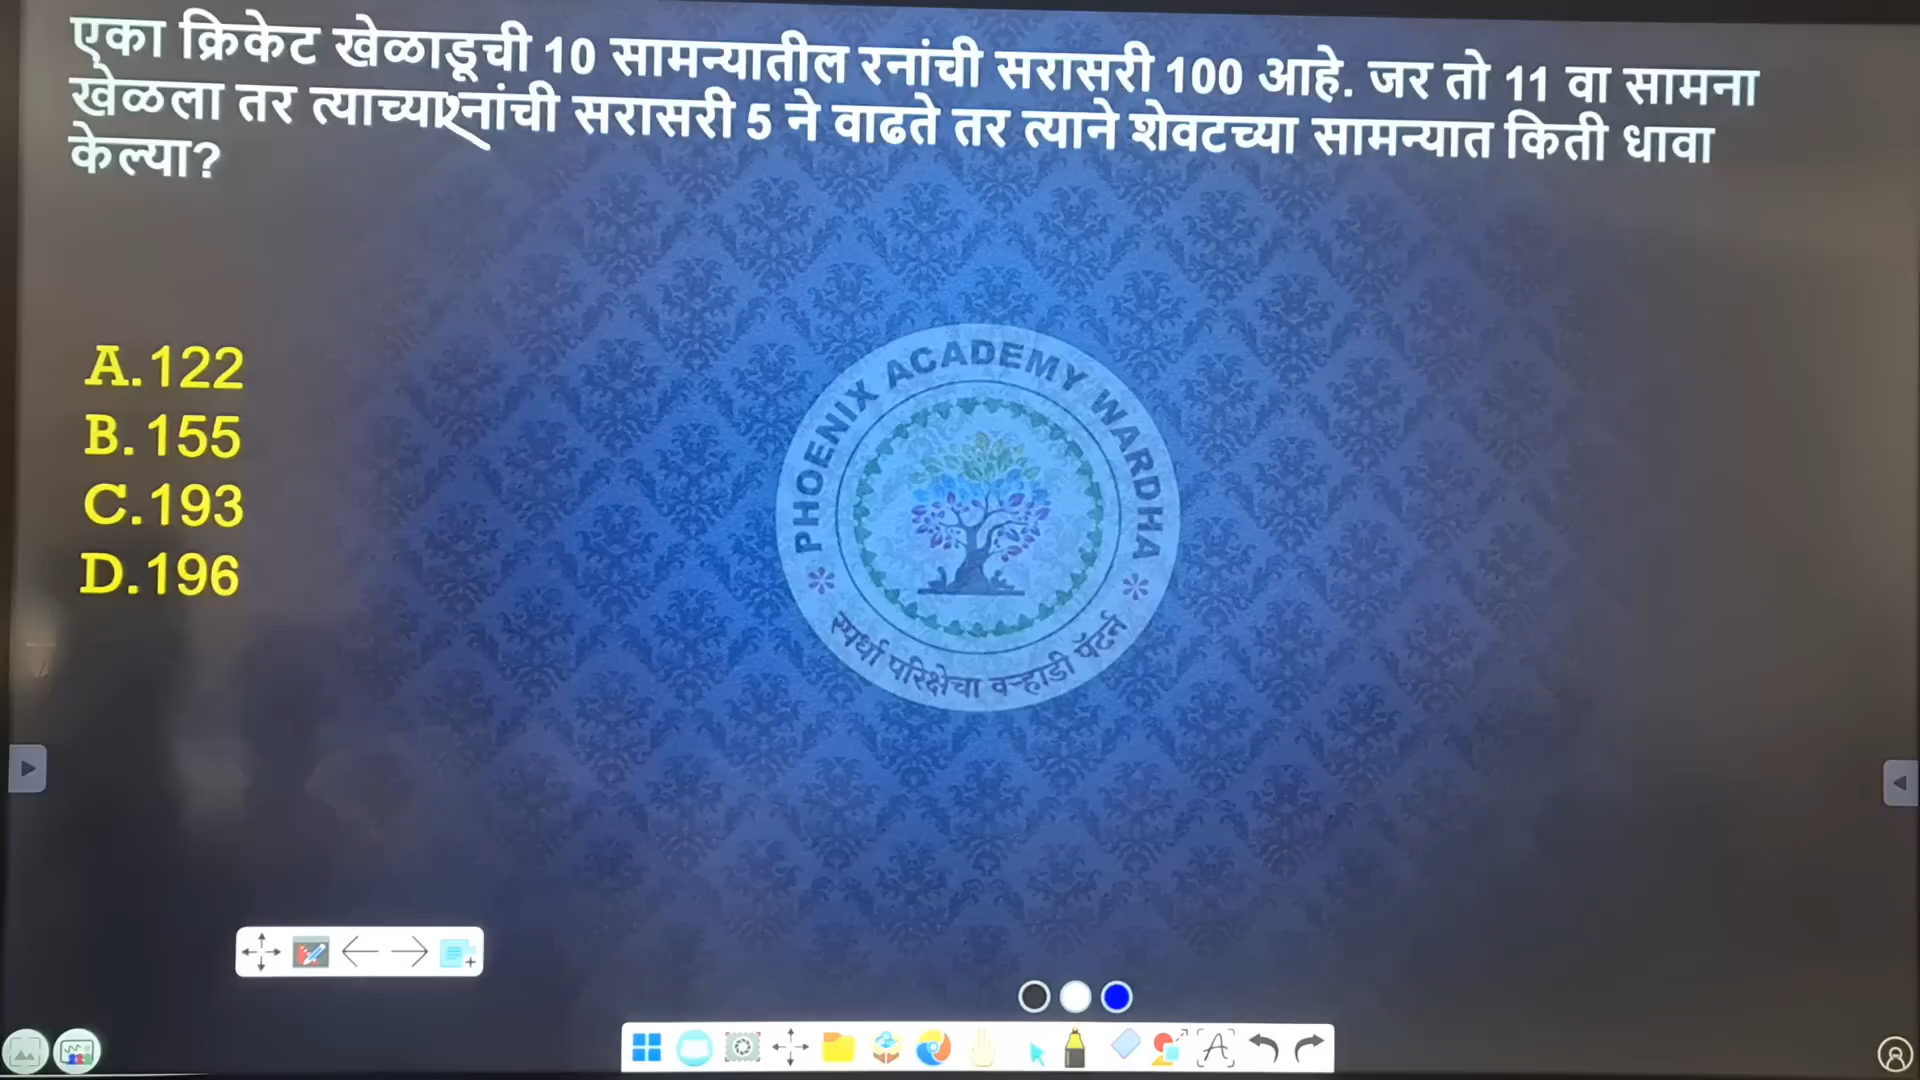 एका क्रिकेट खेळाडूची 10 सामन्यातील रनांची सरासरी 100 आहे. जर तो 11 वा सामना
खेळला तर त्याच्या रनांची सरासरी 5 ने वाढते तर त्याने शेवटच्या सामन्यात किती धावा
केल्या?
A.122
B.155
C.193
D.196
PHOENIX ACADEMY WARDHA
स्पर्धा परिक्षेचा वऱ्हाडी पॅटर्न